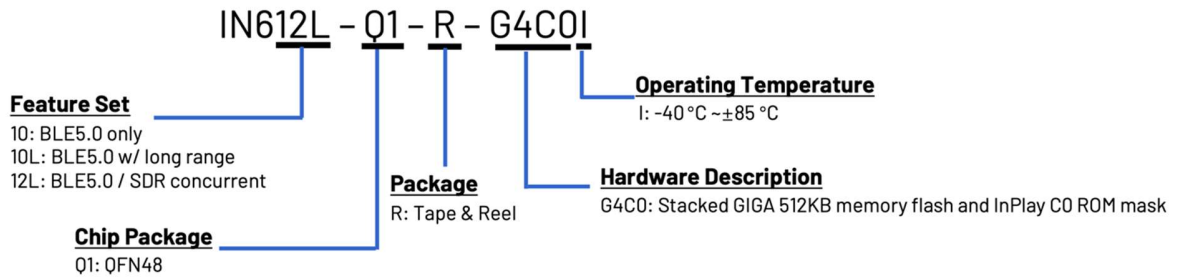 IN612L – Q1 – R – G4C0I
Operating Temperature
I: -40 °C ~±85 °C
Feature Set
10: BLE5.0 only
10L: BLE5.0 w/ long range
12L: BLE5.0 / SDR concurrent
Package
R: Tape & Reel
Hardware Description
G4C0: Stacked GIGA 512KB memory flash and InPlay C0 ROM mask
Chip Package
Q1: QFN48